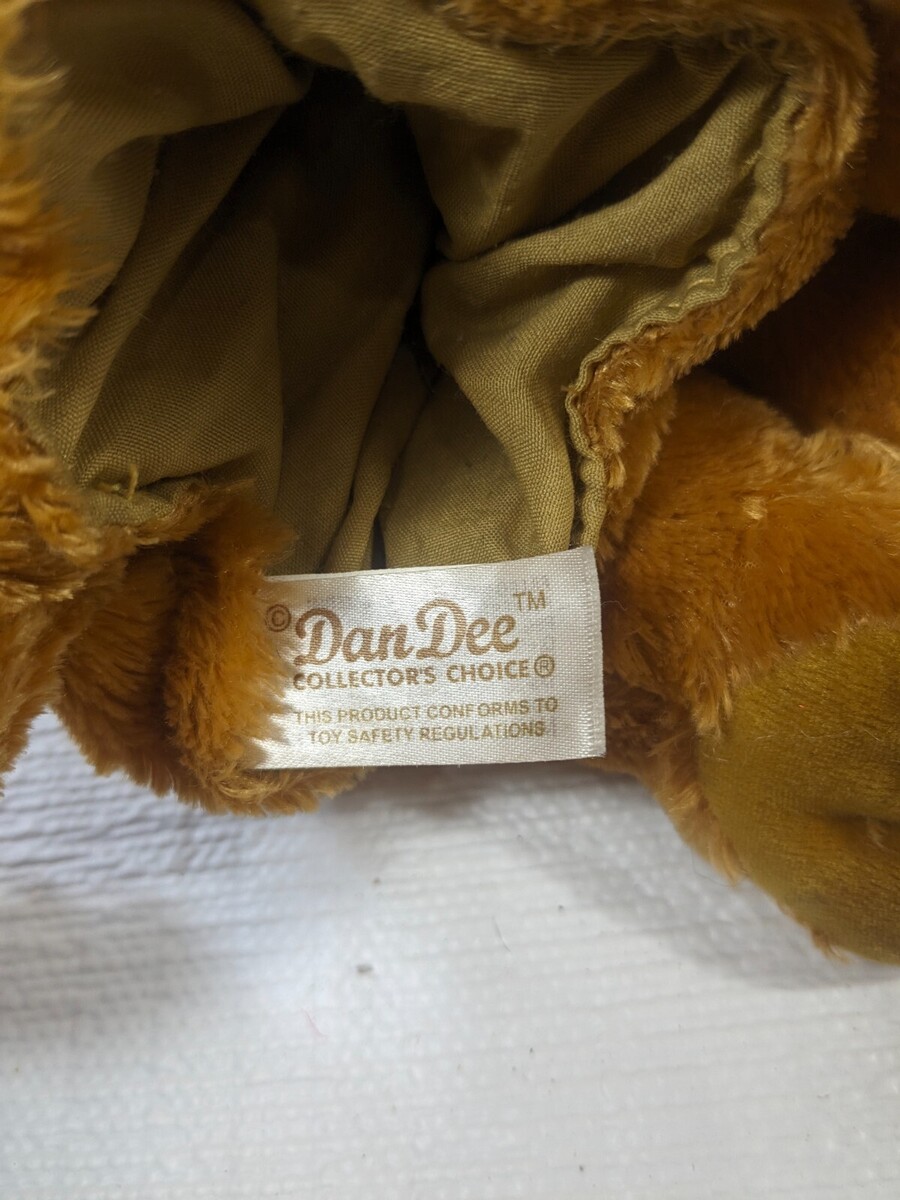 © Dan Dee™
COLLECTOR'S CHOICE®
THIS PRODUCT CONFORMS TO
TOY SAFETY REGULATIONS